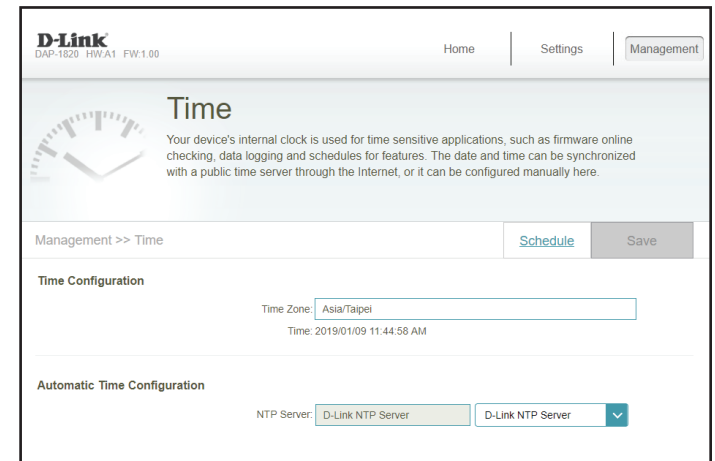 D-Link
DAP-1820 HW:A1 FW:1.00
Home Settings Management
Time
Your device's internal clock is used for time sensitive applications, such as firmware online
checking, data logging and schedules for features. The date and time can be synchronized
with a public time server through the Internet, or it can be configured manually here.
Management >> Time Schedule Save
Time Configuration
Time Zone: Asia/Taipei
Time: 2019/01/09 11:44:58 AM
Automatic Time Configuration
NTP Server: D-Link NTP Server D-Link NTP Server